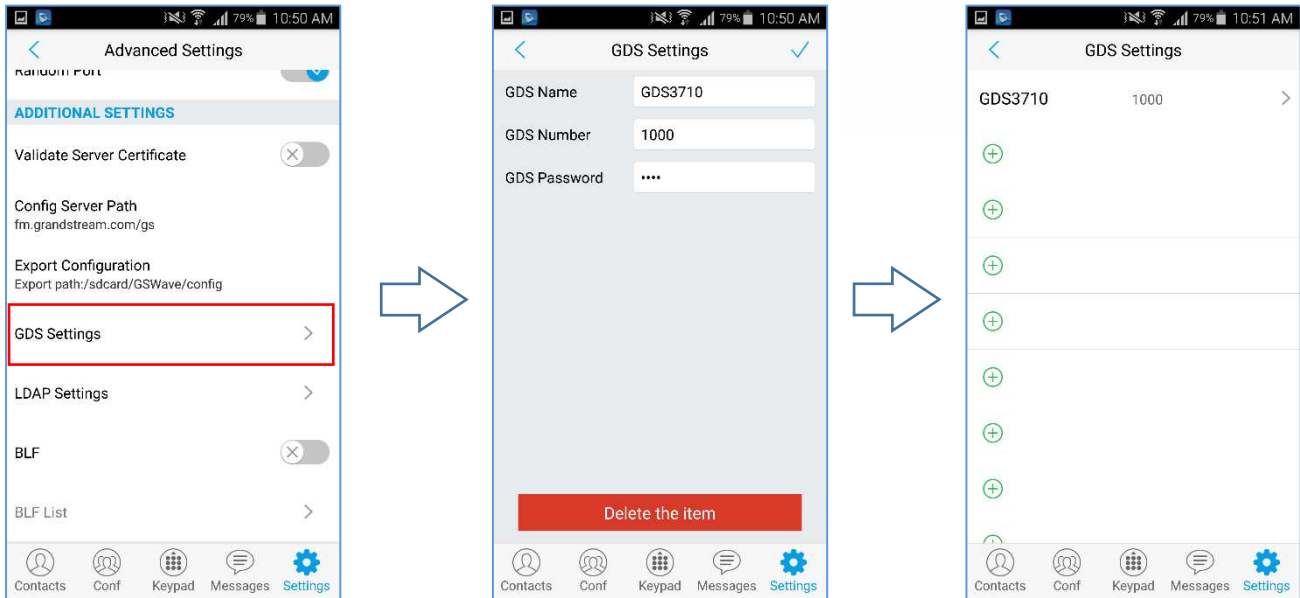 79% 10:50 AM
Advanced Settings
Random Port
ADDITIONAL SETTINGS
Validate Server Certificate
Config Server Path
fm.grandstream.com/gs
Export Configuration
Export path:/sdcard/GSWave/config
GDS Settings
LDAP Settings
BLF
BLF List
Contacts Conf Keypad Messages Settings
79% 10:50 AM
GDS Settings
GDS Name GDS3710
GDS Number 1000
GDS Password ••••
Delete the item
Contacts Conf Keypad Messages Settings
79% 10:51 AM
GDS Settings
GDS3710 1000
Contacts Conf Keypad Messages Settings